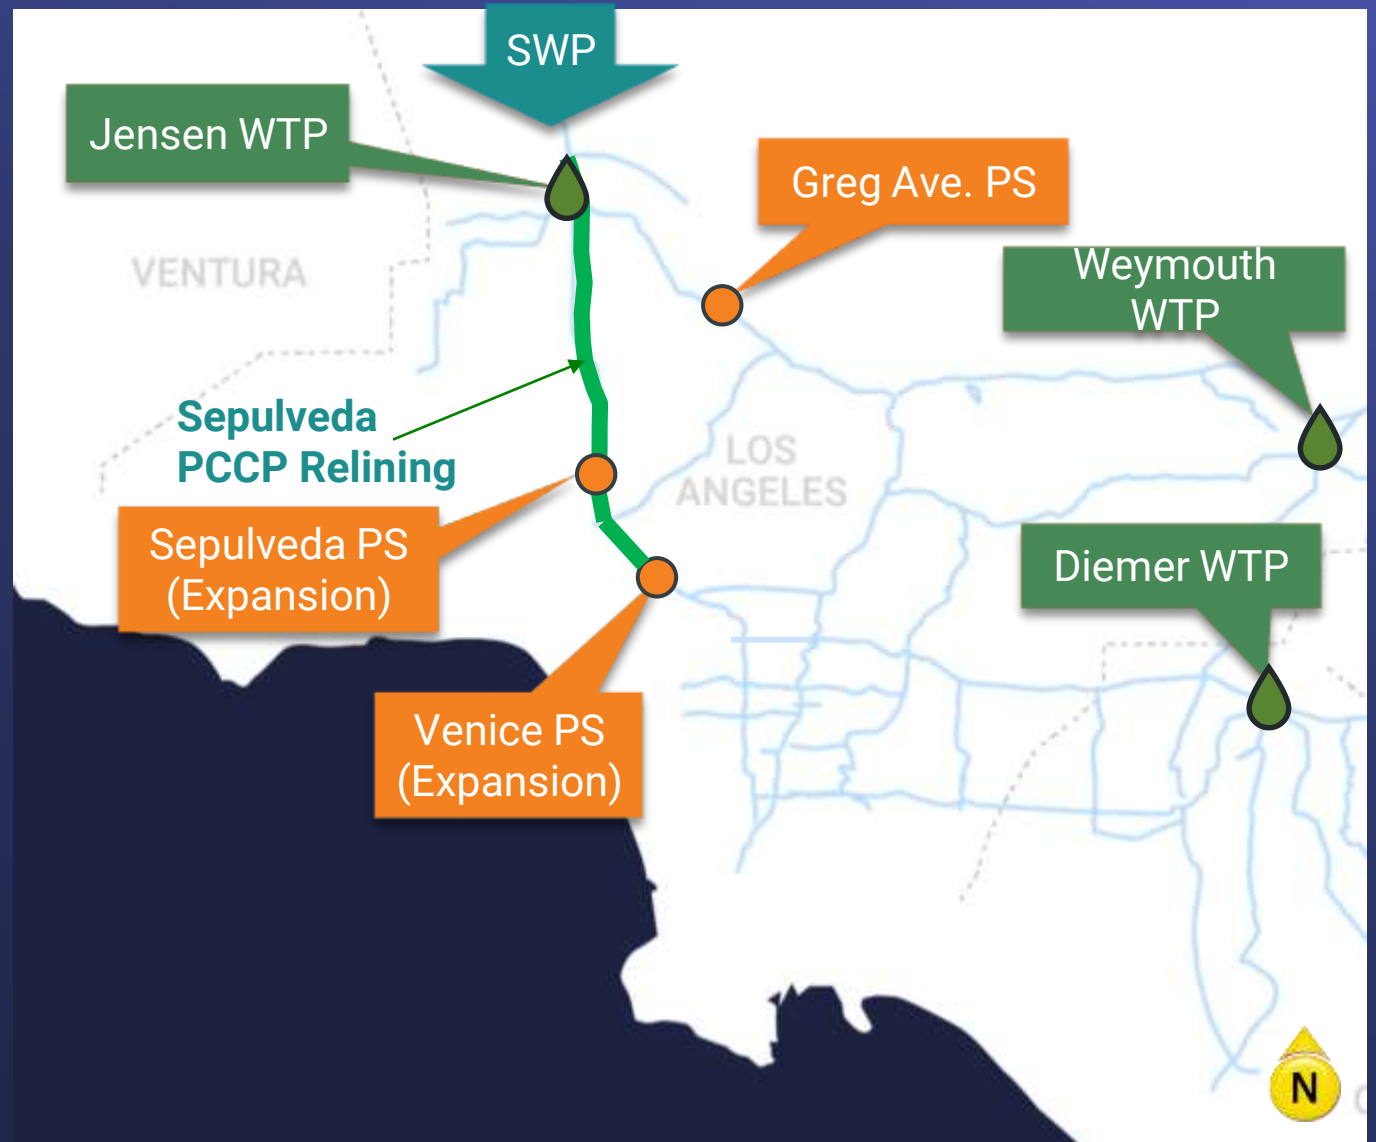 SWP
Jensen WTP
Greg Ave. PS
Weymouth
WTP
VENTURA
Sepulveda
PCCP Relining
LOS
ANGELES
Sepulveda PS
(Expansion)
Diemer WTP
Venice PS
(Expansion)
N